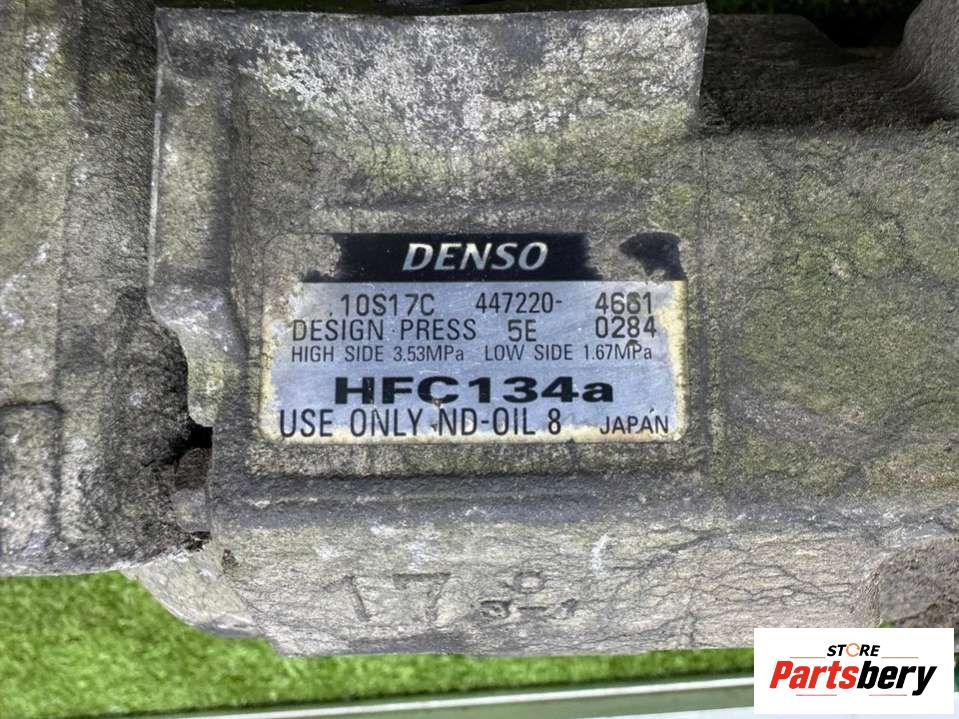 DENSO
10S17C 447220- 4661
DESIGN PRESS 5E 0284
HIGH SIDE 3.53MPa LOW SIDE 1.67MPa
HFC134a
USE ONLY ND-OIL 8 JAPAN
17
STORE
Partsbery